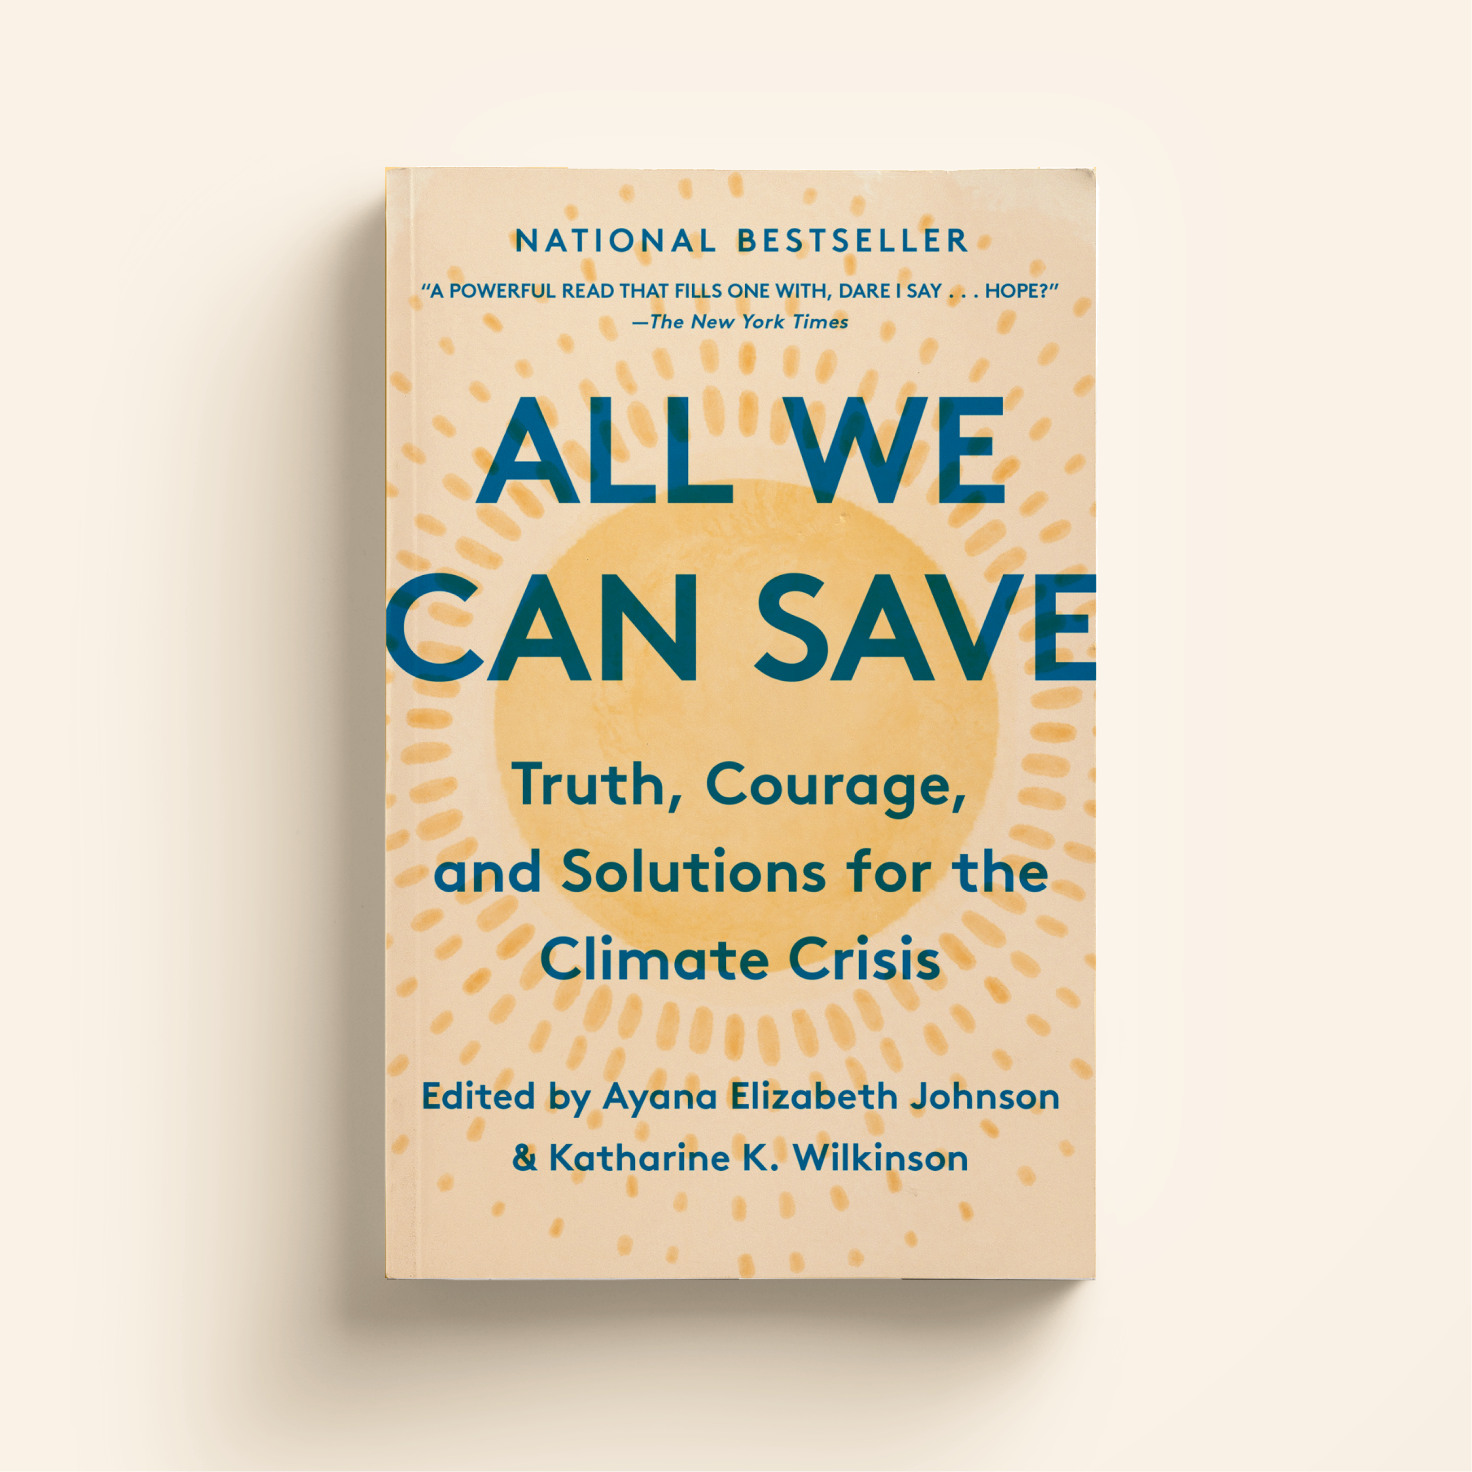 NATIONAL BESTSELLER
“A POWERFUL READ THAT FILLS ONE WITH, DARE I SAY . . . HOPE?”
—The New York Times
ALL WE
CAN SAVE
Truth, Courage,
and Solutions for the
Climate Crisis
Edited by Ayana Elizabeth Johnson
& Katharine K. Wilkinson